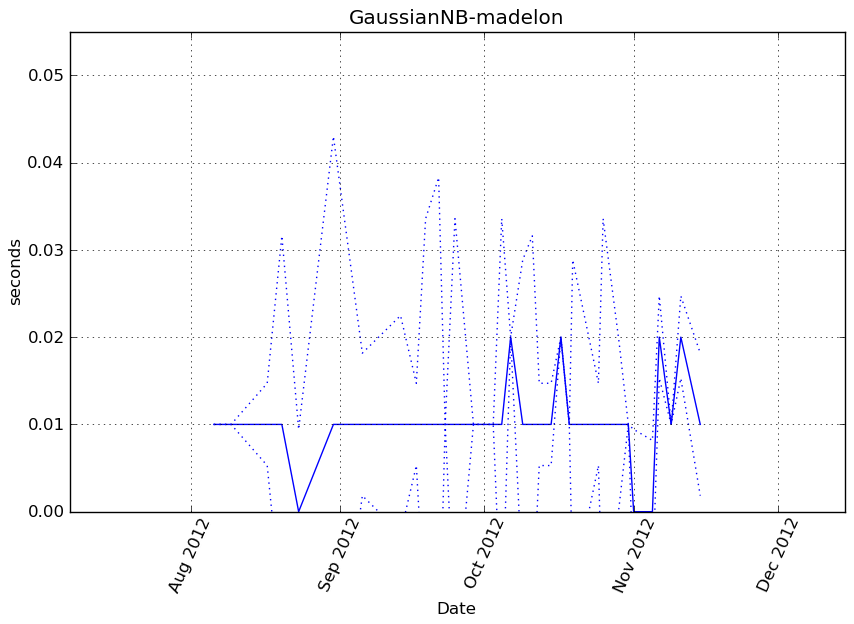 GaussianNB-madelon
0.05
0.04
0.03
0.02
0.01
0.00
seconds
Aug 2012
Sep 2012
Oct 2012
Nov 2012
Dec 2012
Date